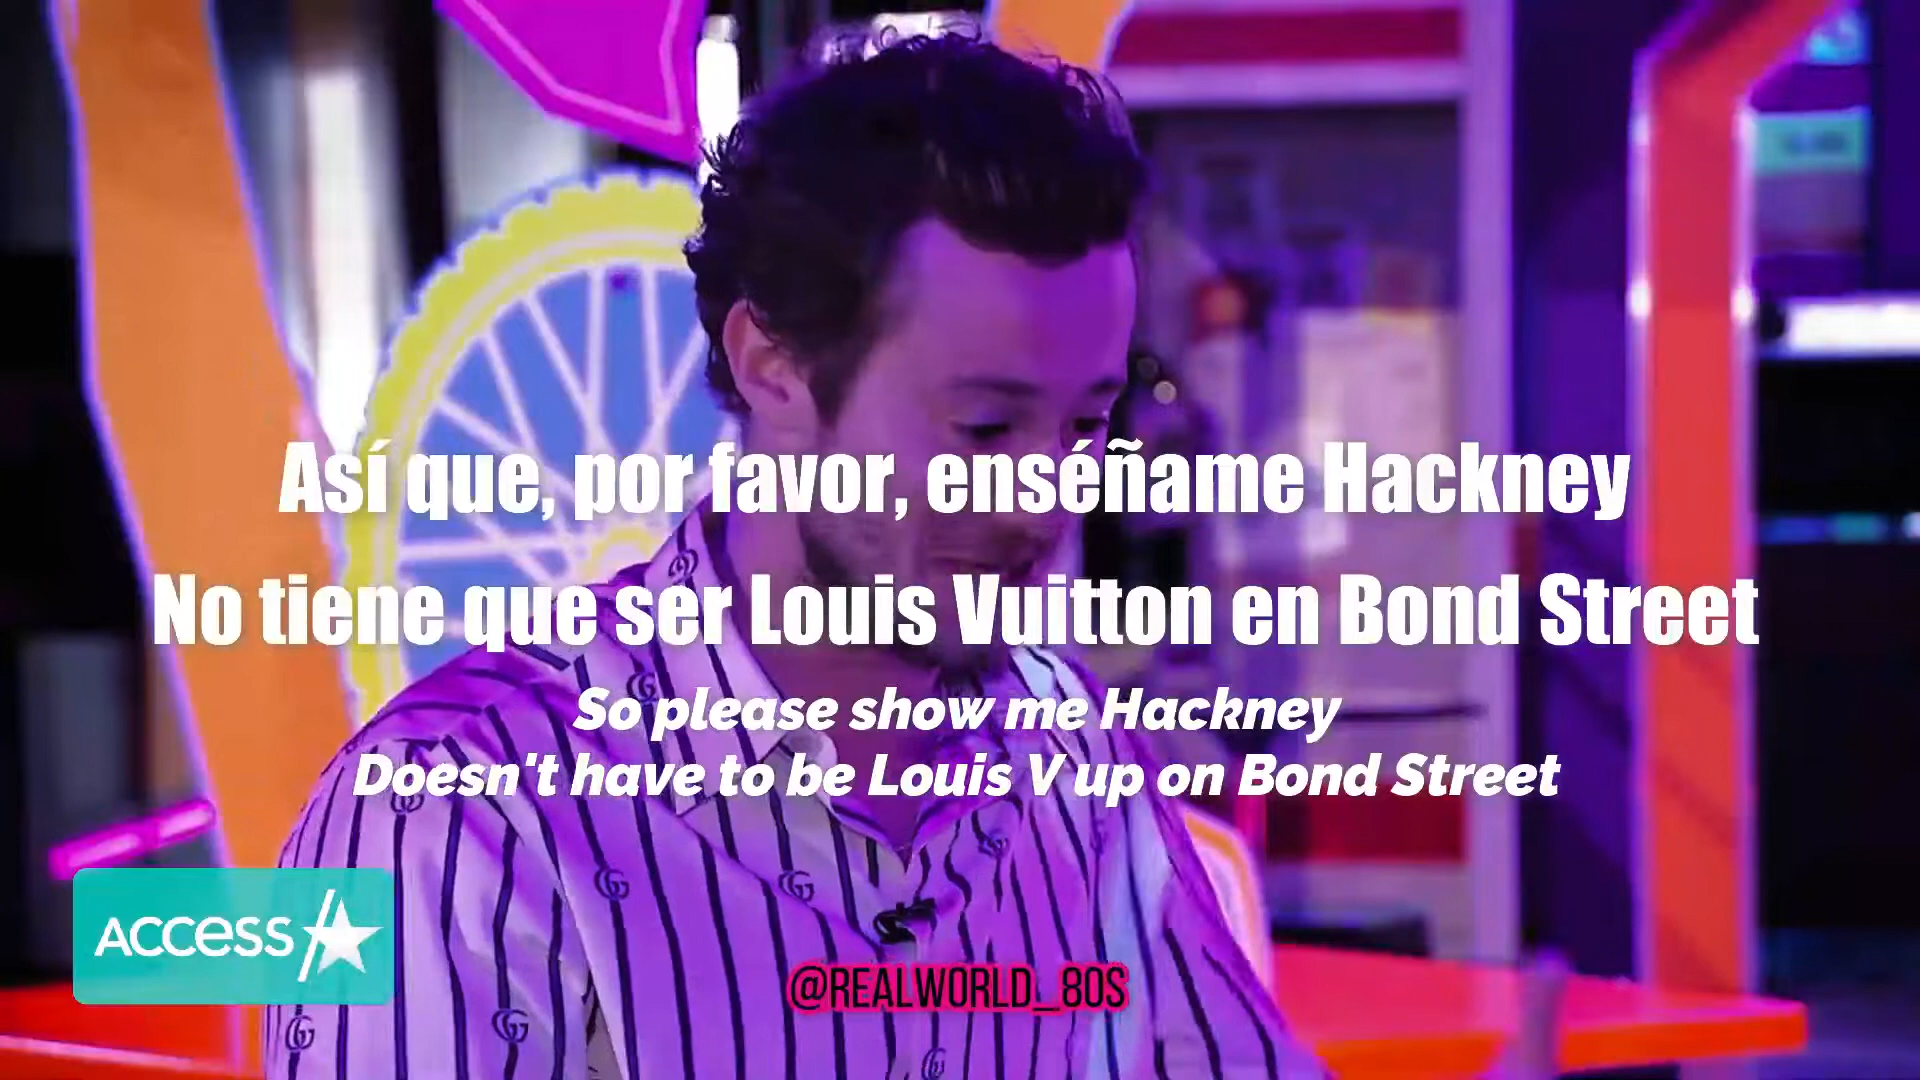 Así que, por favor, enséñame Hackney
No tiene que ser Louis Vuitton en Bond Street
So please show me Hackney
Doesn't have to be Louis V up on Bond Street
ACCESS
@REALWORLD_80S